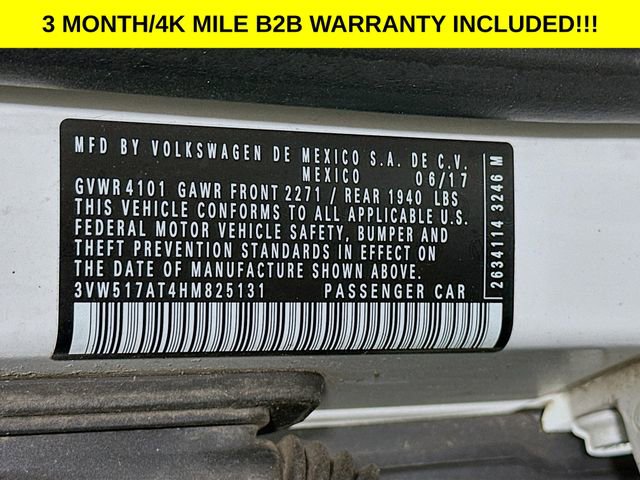 3 MONTH/4K MILE B2B WARRANTY INCLUDED!!!
MFD BY VOLKSWAGEN DE MEXICO S.A. DE C.V.
MEXICO 06/17
GVWR 4101 GAWR FRONT 2271 / REAR 1940 LBS
THIS VEHICLE CONFORMS TO ALL APPLICABLE U.S.
FEDERAL MOTOR VEHICLE SAFETY, BUMPER AND
THEFT PREVENTION STANDARDS IN EFFECT ON
THE DATE OF MANUFACTURE SHOWN ABOVE.
3VW517AT4HM825131 PASSENGER CAR
2634114 3246 M